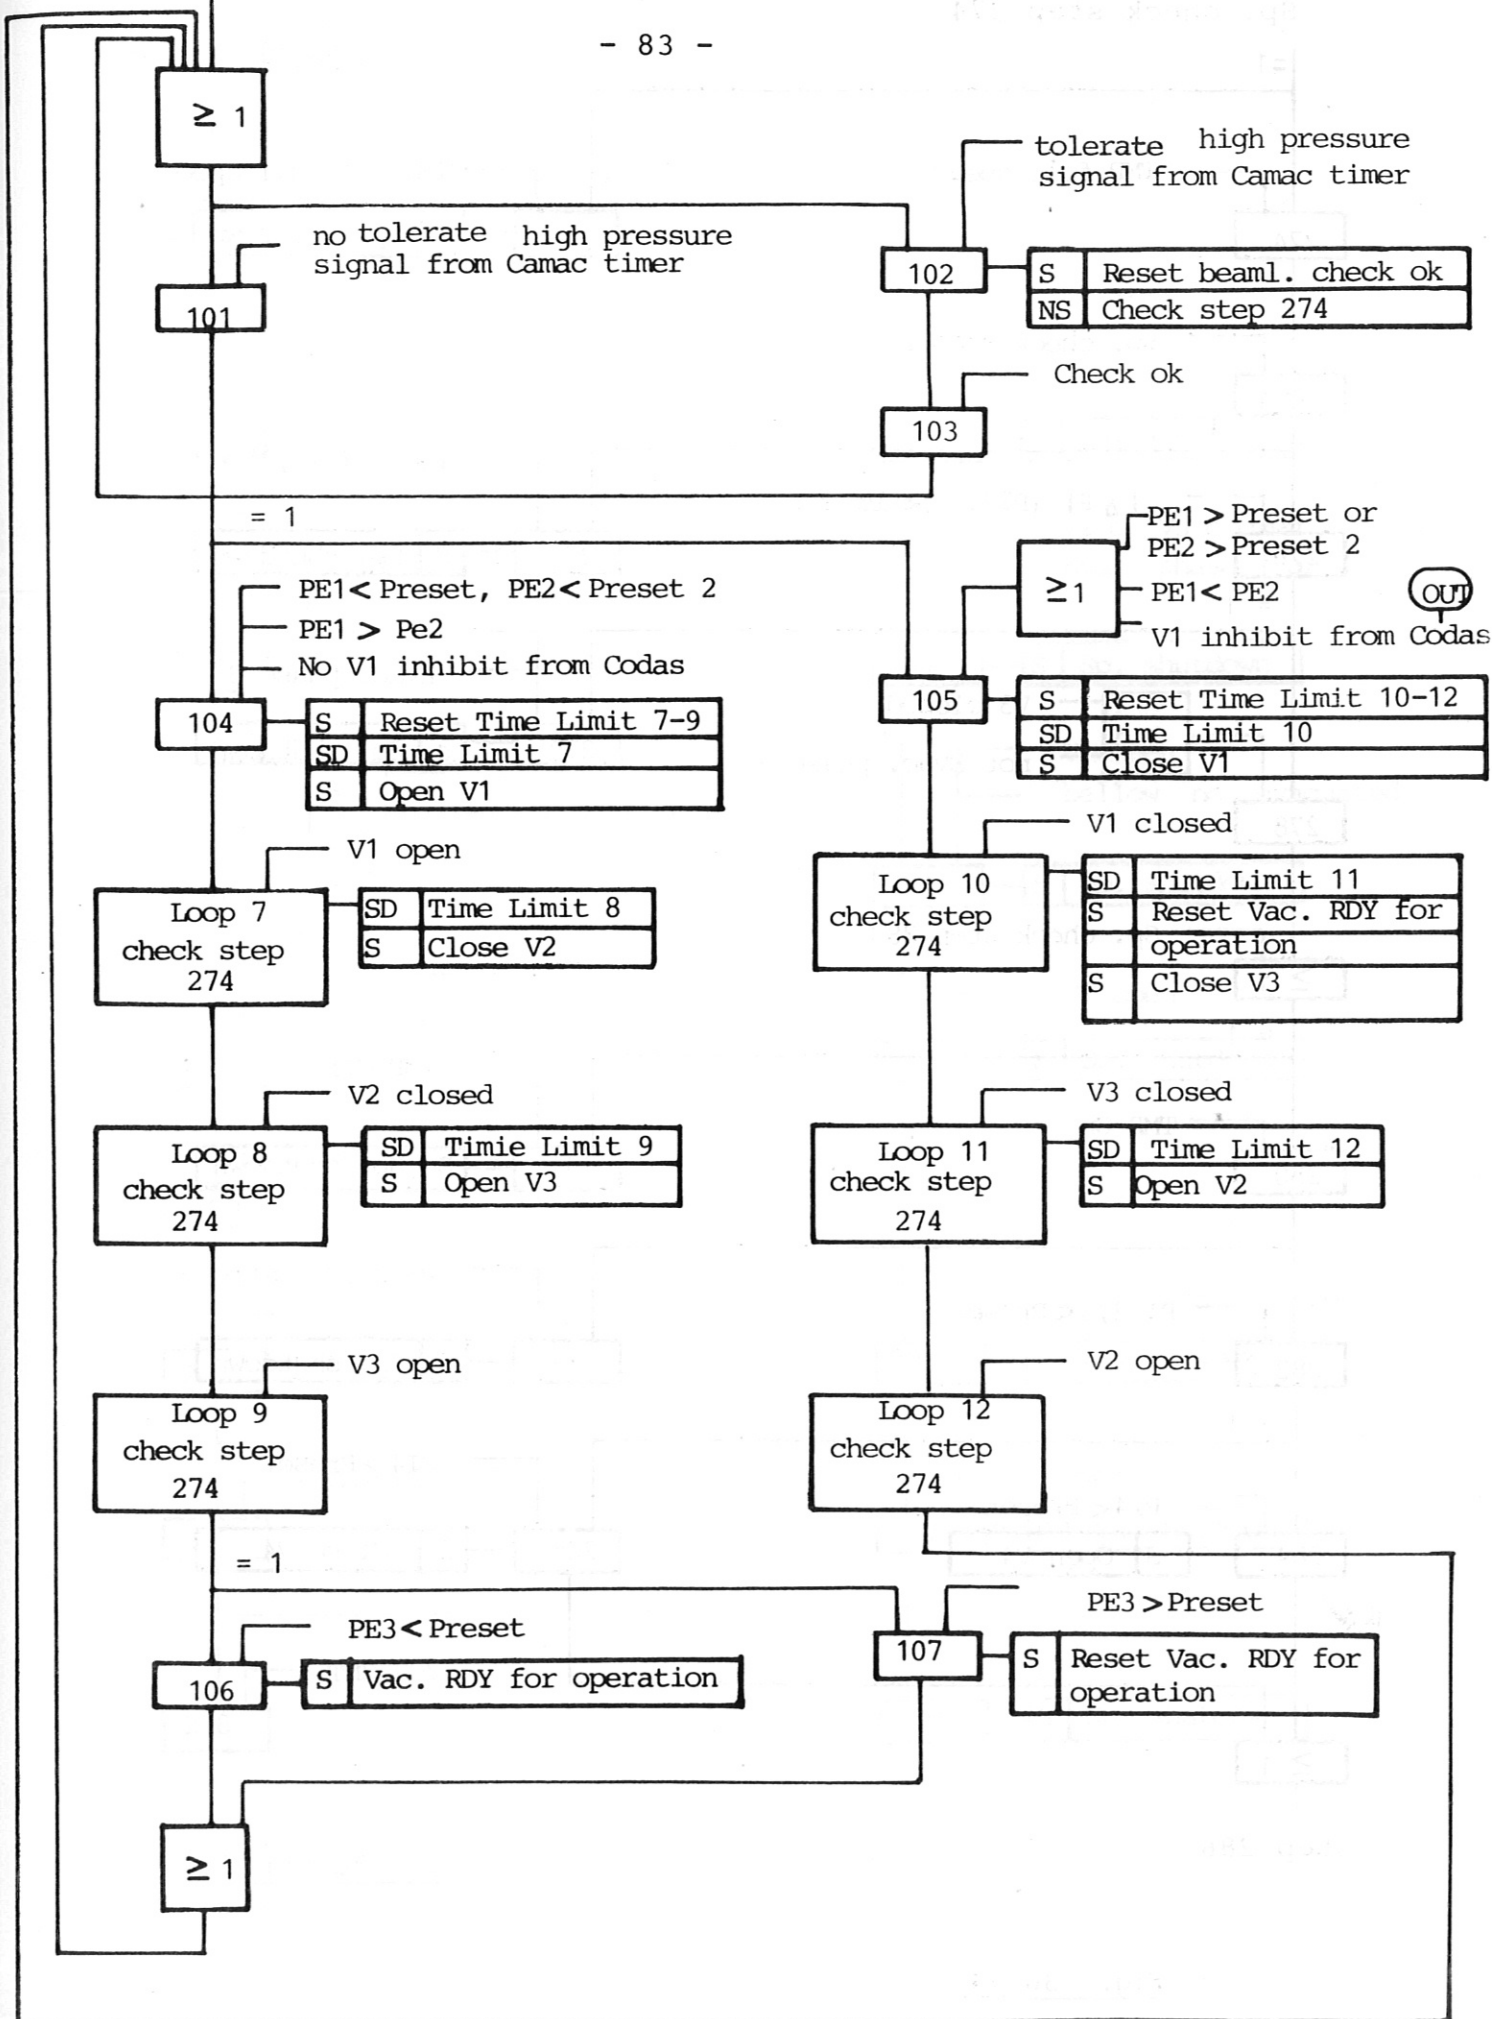 - 83 -
≥ 1
tolerate high pressure
signal from Camac timer
no tolerate high pressure
signal from Camac timer
101
102
S Reset beaml. check ok
NS Check step 274
Check ok
103
= 1
PE1 > Preset or
PE2 > Preset 2
≥1
PE1 < PE2
OUT
V1 inhibit from Codas
PE1 < Preset, PE2 < Preset 2
PE1 > Pe2
No V1 inhibit from Codas
104
S Reset Time Limit 7-9
SD Time Limit 7
S Open V1
105
S Reset Time Limit 10-12
SD Time Limit 10
S Close V1
V1 open
Loop 7
check step
274
SD Time Limit 8
S Close V2
V1 closed
Loop 10
check step
274
SD Time Limit 11
S Reset Vac. RDY for
operation
S Close V3
V2 closed
Loop 8
check step
274
SD Timie Limit 9
S Open V3
V3 closed
Loop 11
check step
274
SD Time Limit 12
S Open V2
V3 open
Loop 9
check step
274
V2 open
Loop 12
check step
274
= 1
PE3 < Preset
106
S Vac. RDY for operation
PE3 > Preset
107
S Reset Vac. RDY for
operation
≥ 1